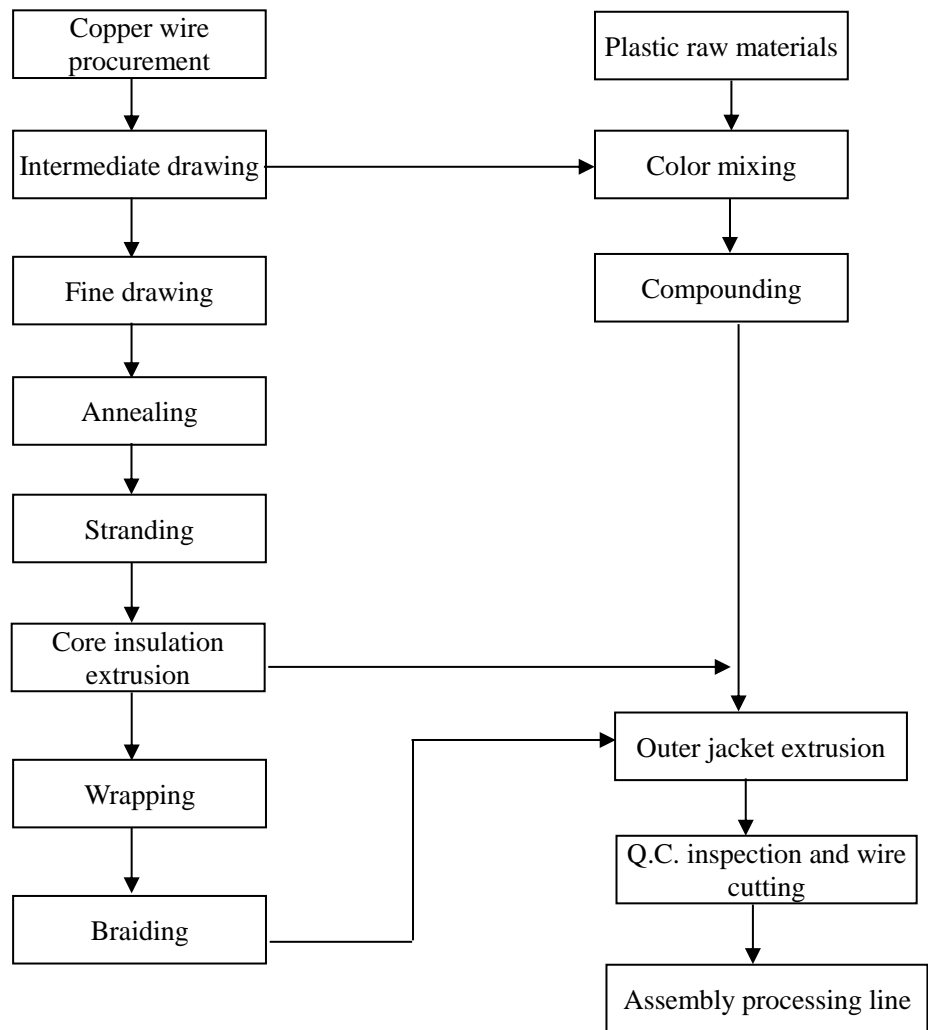 Copper wire
procurement
Intermediate drawing
Fine drawing
Annealing
Stranding
Core insulation
extrusion
Wrapping
Braiding
Plastic raw materials
Color mixing
Compounding
Outer jacket extrusion
Q.C. inspection and wire
cutting
Assembly processing line